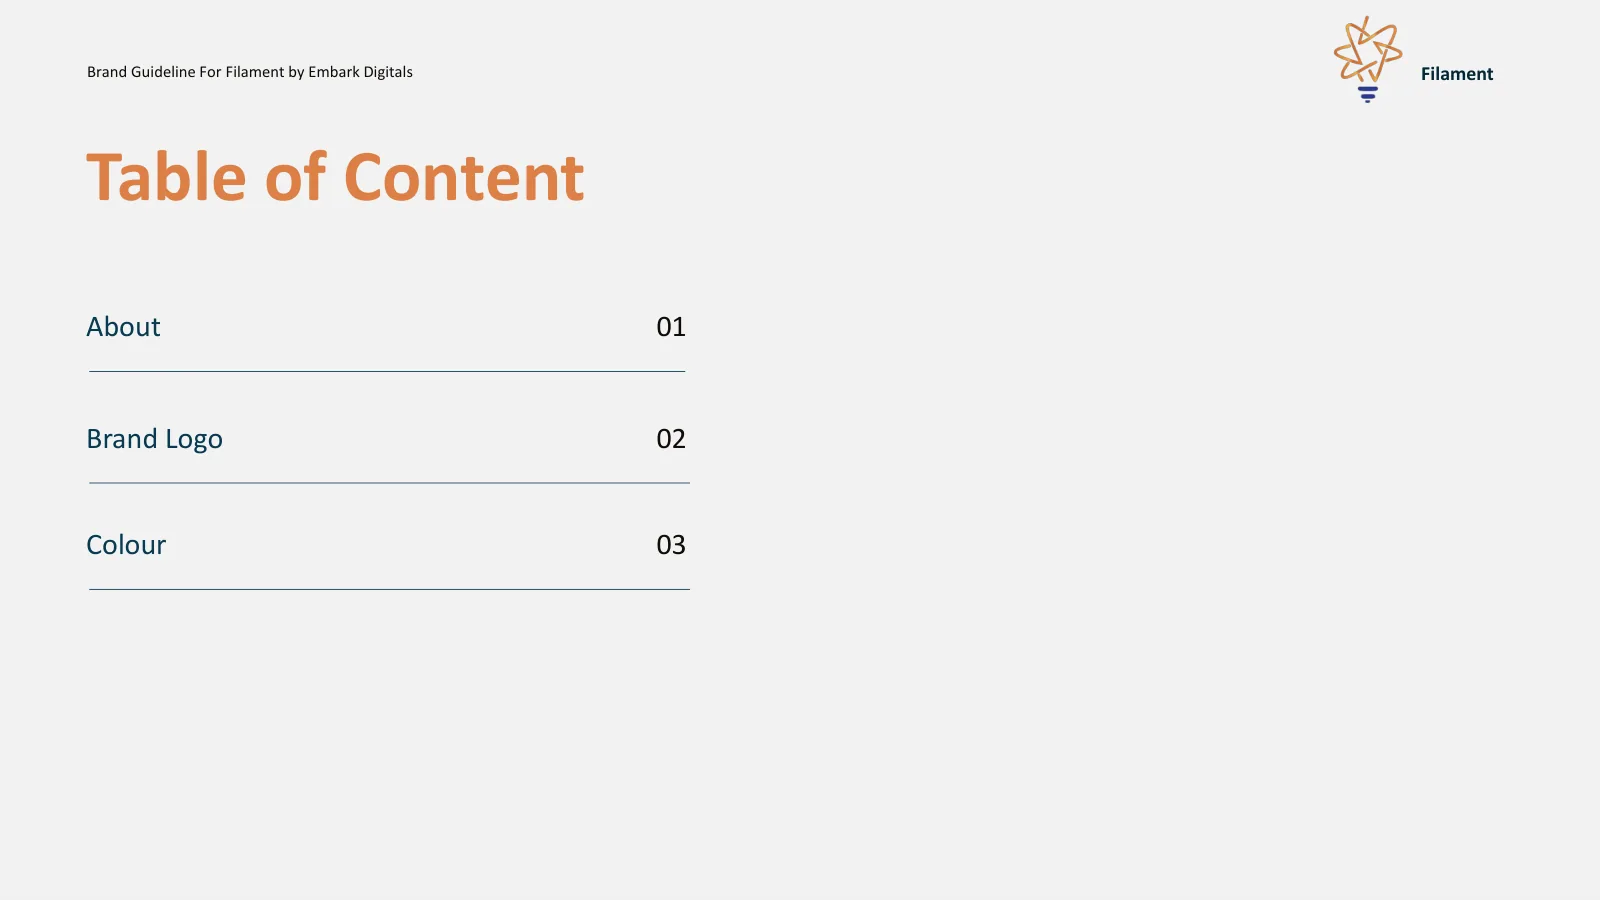 Brand Guideline For Filament by Embark Digitals
Filament
Table of Content
About 01
Brand Logo 02
Colour 03